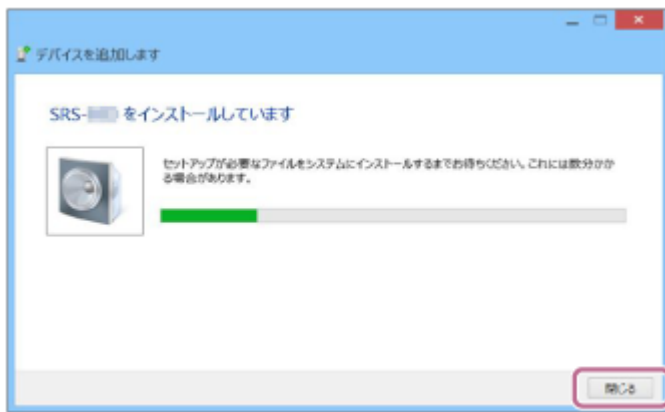 デバイスを追加します
SRS- をインストールしています
セットアップが必要なファイルをシステムにインストールするまでお待ちください。これには数分かか
る場合があります。
閉じる